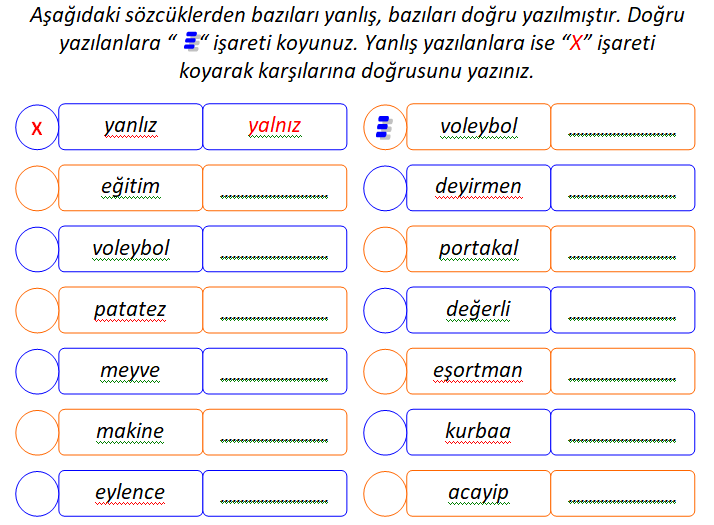 Aşağıdaki sözcüklerden bazıları yanlış, bazıları doğru yazılmıştır. Doğru
yazılanlara “ “ işareti koyunuz. Yanlış yazılanlara ise “X” işareti
koyarak karşılarına doğrusunu yazınız.
x yanlız yalnız voleybol ........................
eğitim ........................ deyirmen ........................
voleybol ........................ portakal ........................
patatez ........................ değerli ........................
meyve ........................ eşortman ........................
makine ........................ kurbaa ........................
eylence ........................ acayip ........................